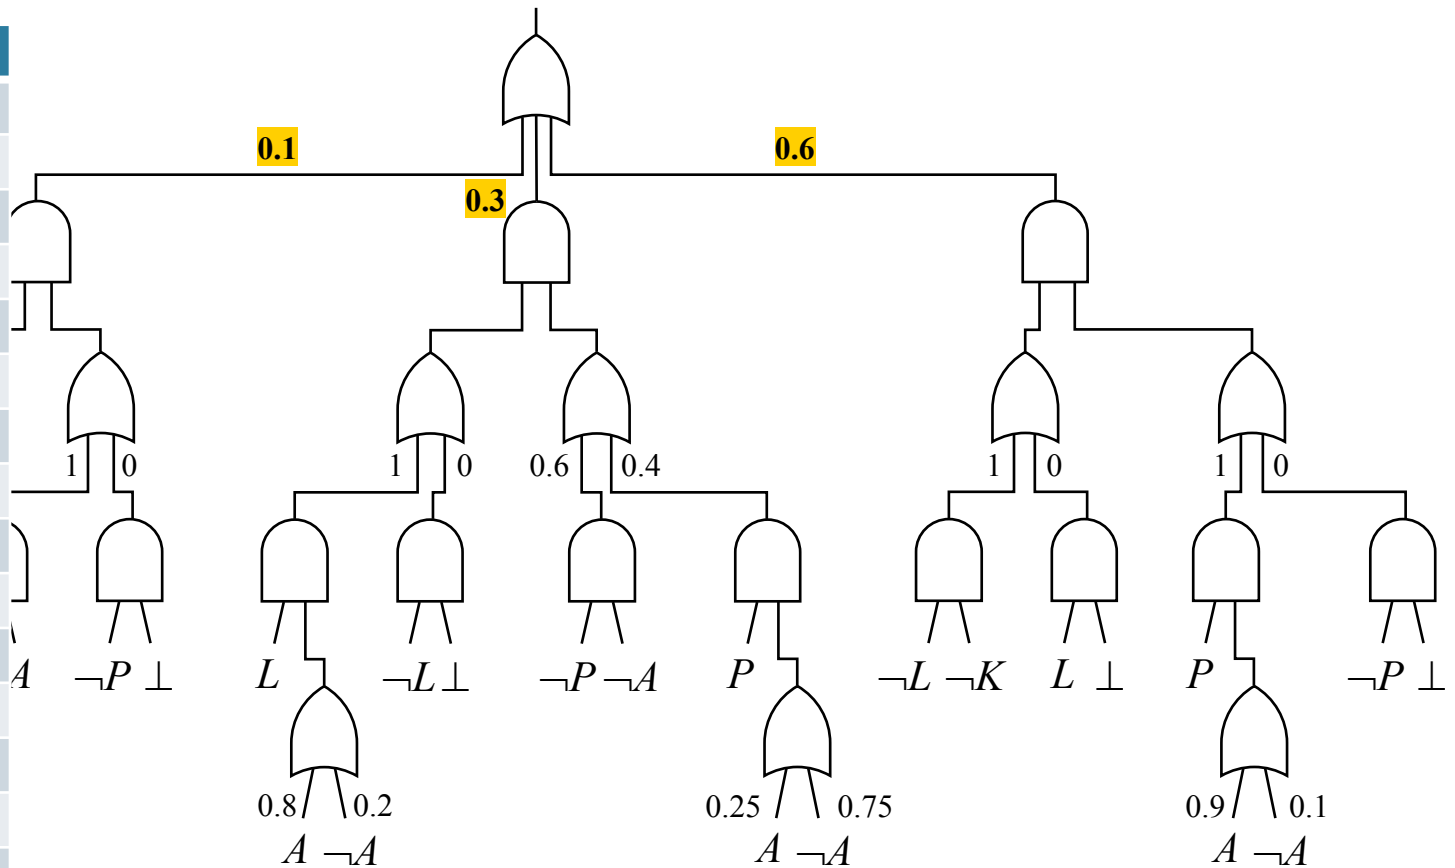 0.1 0.6
0.3
1 0 1 0 0.6 0.4 1 0 1 0
A ¬P ⊥ L ¬L ⊥ ¬P ¬A P ¬L ¬K L ⊥ P ¬P ⊥
0.8 0.2 0.25 0.75 0.9 0.1
A ¬A A ¬A A ¬A